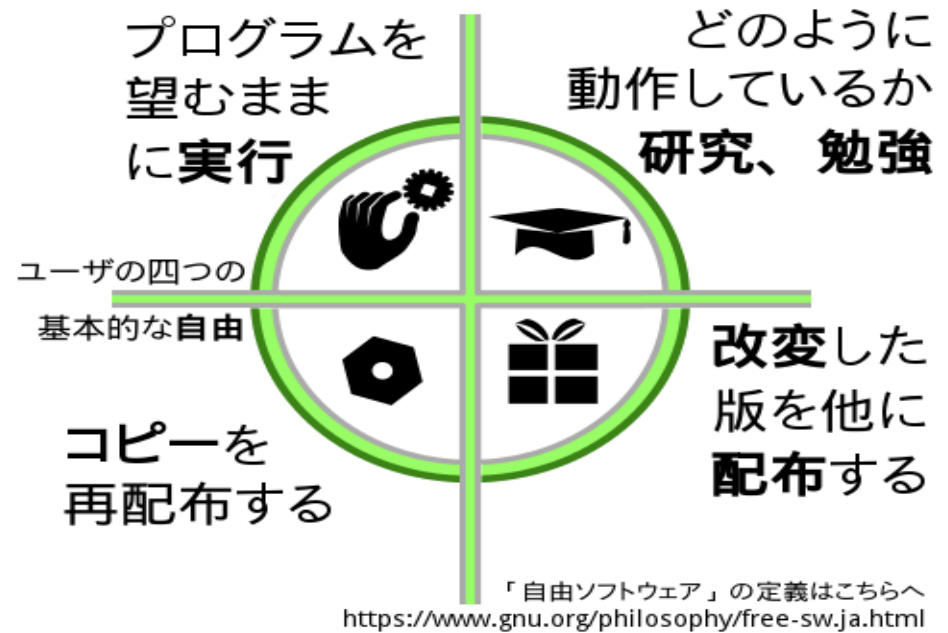 プログラムを
望むまま
に実行
どのように
動作しているか
研究、勉強
ユーザの四つの
基本的な自由
コピーを
再配布する
改変した
版を他に
配布する
「自由ソフトウェア」の定義はこちらへ
https://www.gnu.org/philosophy/free-sw.ja.html